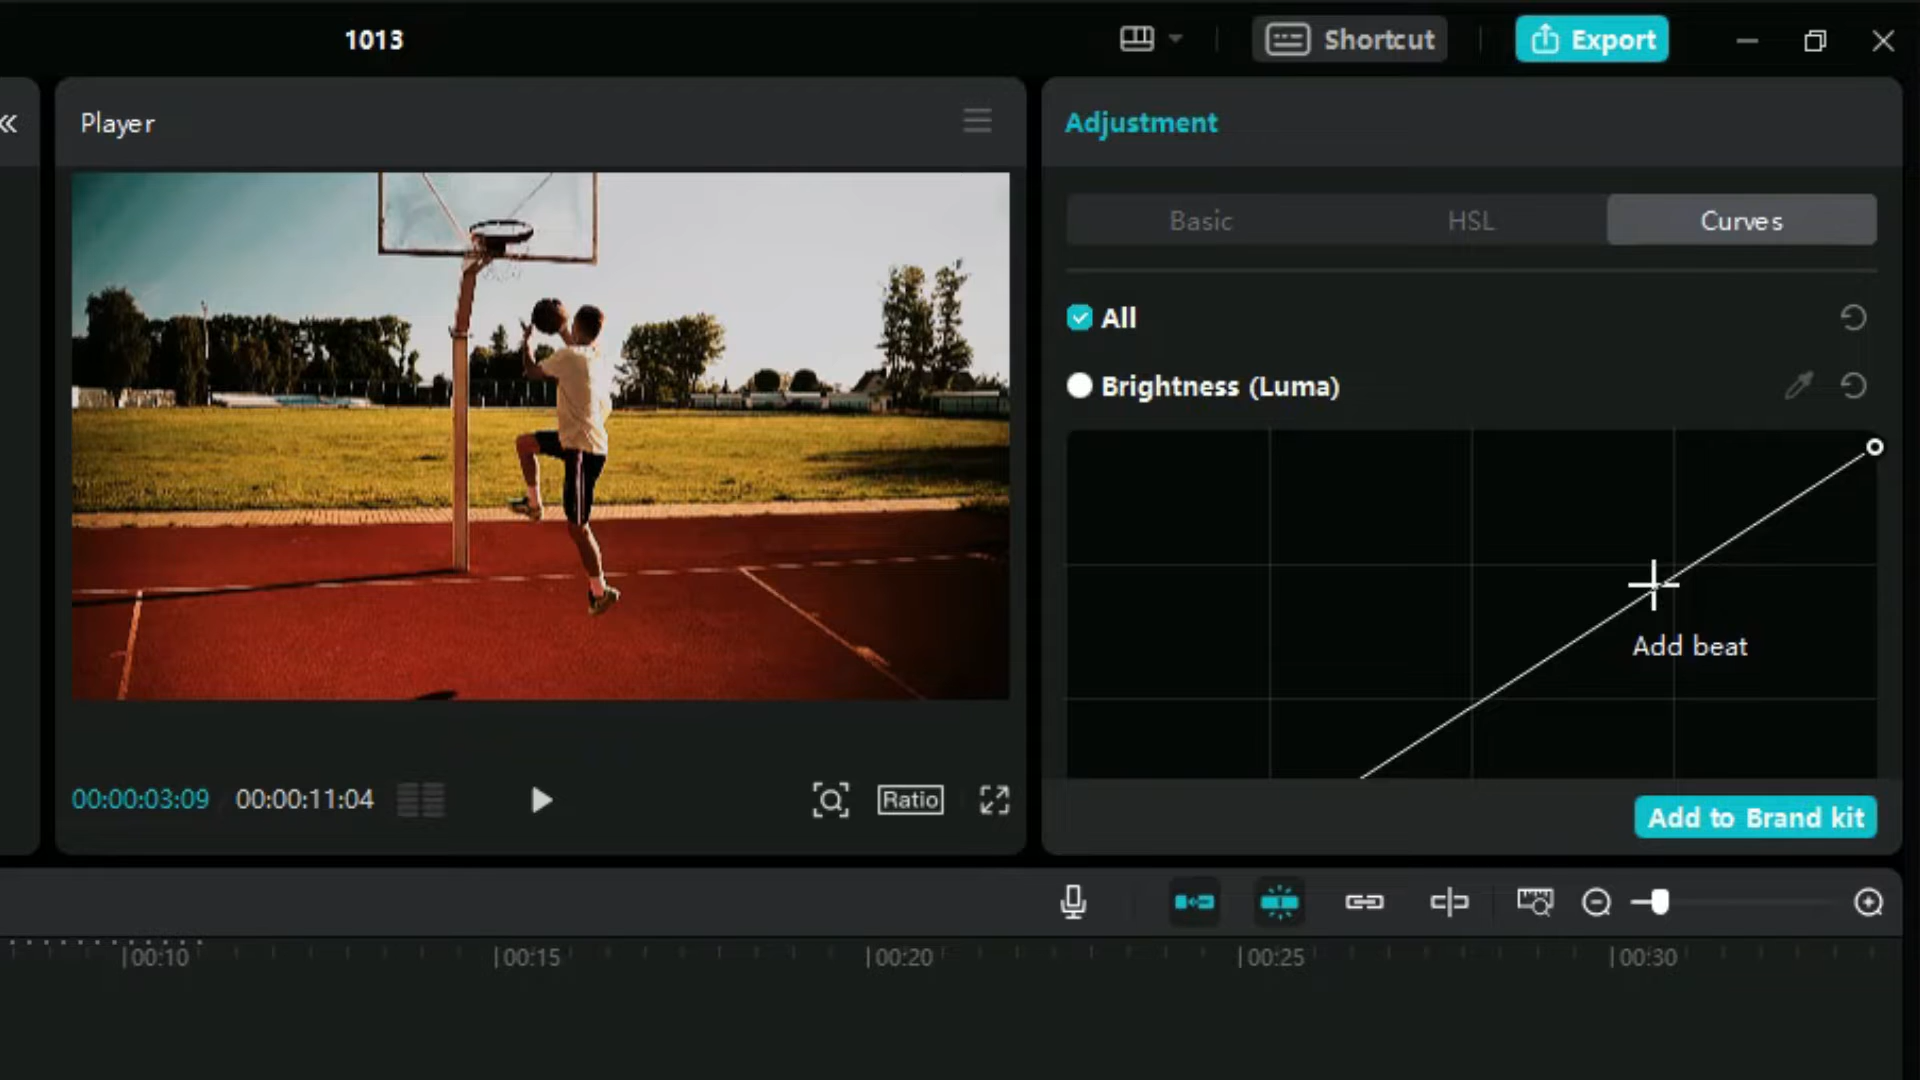 1013
Shortcut
Export
Player
Adjustment
Basic
HSL
Curves
All
Brightness (Luma)
Add beat
00:00:03:09
00:00:11:04
Ratio
Add to Brand kit
00:10
00:15
00:20
00:25
00:30